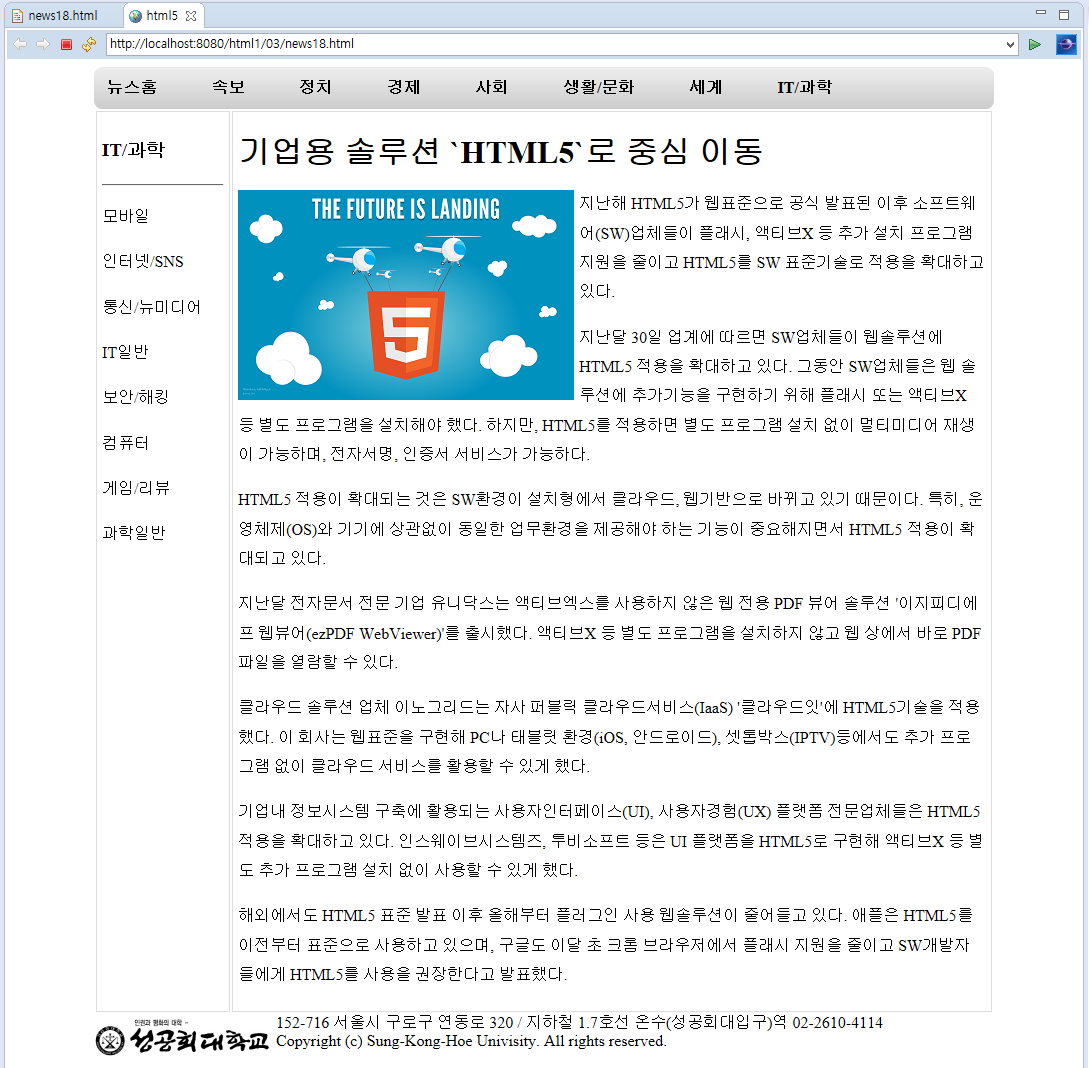 news18.html
html5
http://localhost:8080/html1/03/news18.html
뉴스홈 속보 정치 경제 사회 생활/문화 세계 IT/과학
IT/과학
모바일
인터넷/SNS
통신/뉴미디어
IT일반
보안/해킹
컴퓨터
게임/리뷰
과학일반
기업용 솔루션 `HTML5`로 중심 이동
THE FUTURE IS LANDING
5
지난해 HTML5가 웹표준으로 공식 발표된 이후 소프트웨
어(SW)업체들이 플래시, 액티브X 등 추가 설치 프로그램
지원을 줄이고 HTML5를 SW 표준기술로 적용을 확대하고
있다.
지난달 30일 업계에 따르면 SW업체들이 웹솔루션에
HTML5 적용을 확대하고 있다. 그동안 SW업체들은 웹 솔
루션에 추가기능을 구현하기 위해 플래시 또는 액티브X
등 별도 프로그램을 설치해야 했다. 하지만, HTML5를 적용하면 별도 프로그램 설치 없이 멀티미디어 재생
이 가능하며, 전자서명, 인증서 서비스가 가능하다.
HTML5 적용이 확대되는 것은 SW환경이 설치형에서 클라우드, 웹기반으로 바뀌고 있기 때문이다. 특히, 운
영체제(OS)와 기기에 상관없이 동일한 업무환경을 제공해야 하는 기능이 중요해지면서 HTML5 적용이 확
대되고 있다.
지난달 전자문서 전문 기업 유니닥스는 액티브엑스를 사용하지 않은 웹 전용 PDF 뷰어 솔루션 '이지피디에
프 웹뷰어(ezPDF WebViewer)'를 출시했다. 액티브X 등 별도 프로그램을 설치하지 않고 웹 상에서 바로 PDF
파일을 열람할 수 있다.
클라우드 솔루션 업체 이노그리드는 자사 퍼블릭 클라우드서비스(IaaS) '클라우드잇'에 HTML5기술을 적용
했다. 이 회사는 웹표준을 구현해 PC나 태블릿 환경(iOS, 안드로이드), 셋톱박스(IPTV)등에서도 추가 프로
그램 없이 클라우드 서비스를 활용할 수 있게 했다.
기업내 정보시스템 구축에 활용되는 사용자인터페이스(UI), 사용자경험(UX) 플랫폼 전문업체들은 HTML5
적용을 확대하고 있다. 인스웨이브시스템즈, 투비소프트 등은 UI 플랫폼을 HTML5로 구현해 액티브X 등 별
도 추가 프로그램 설치 없이 사용할 수 있게 했다.
해외에서도 HTML5 표준 발표 이후 올해부터 플러그인 사용 웹솔루션이 줄어들고 있다. 애플은 HTML5를
이전부터 표준으로 사용하고 있으며, 구글도 이달 초 크롬 브라우저에서 플래시 지원을 줄이고 SW개발자
들에게 HTML5를 사용을 권장한다고 발표했다.
인권과 평화의 대학 ~
성공회대학교
152-716 서울시 구로구 연동로 320 / 지하철 1.7호선 온수(성공회대입구)역 02-2610-4114
Copyright (c) Sung-Kong-Hoe Univisity. All rights reserved.